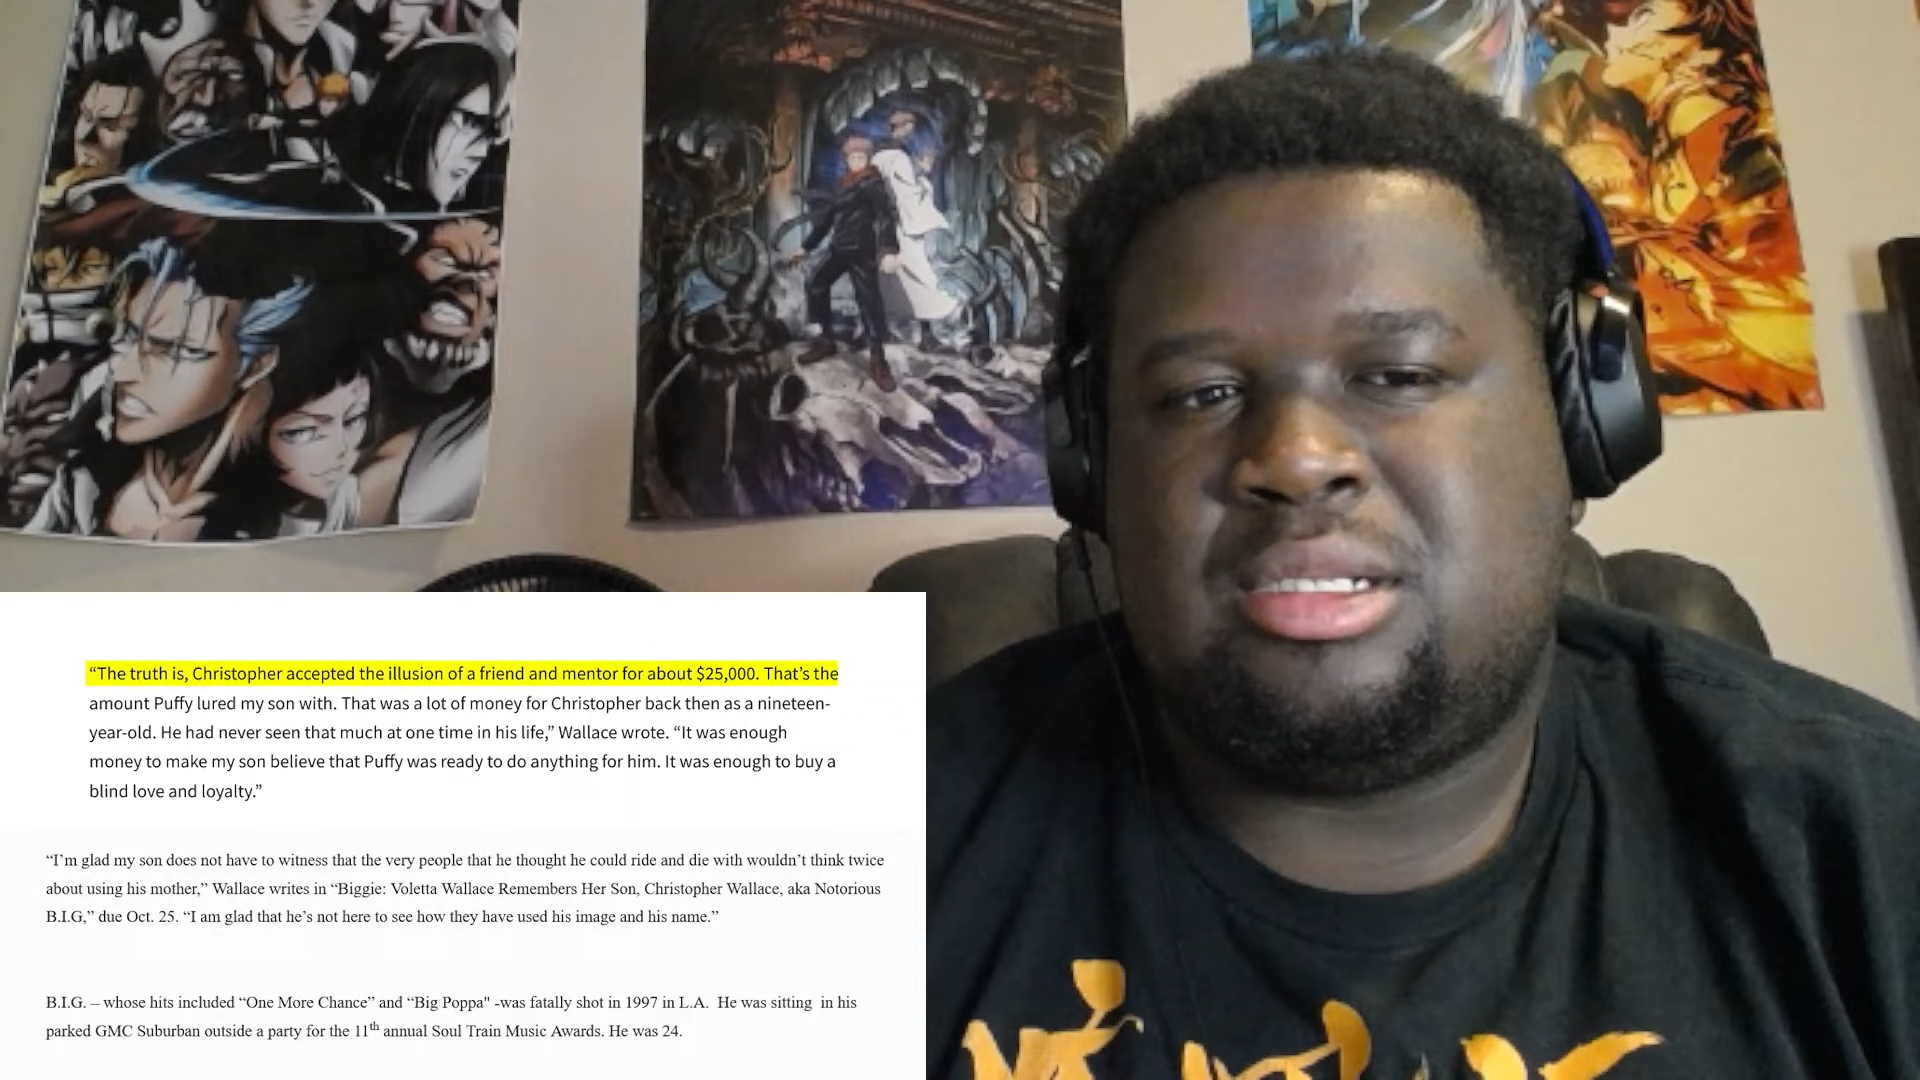 “The truth is, Christopher accepted the illusion of a friend and mentor for about $25,000. That’s the
amount Puffy lured my son with. That was a lot of money for Christopher back then as a nineteen-
year-old. He had never seen that much at one time in his life,” Wallace wrote. “It was enough
money to make my son believe that Puffy was ready to do anything for him. It was enough to buy a
blind love and loyalty.”
“I’m glad my son does not have to witness that the very people that he thought he could ride and die with wouldn’t think twice
about using his mother,” Wallace writes in “Biggie: Voletta Wallace Remembers Her Son, Christopher Wallace, aka Notorious
B.I.G,” due Oct. 25. “I am glad that he’s not here to see how they have used his image and his name.”
B.I.G. – whose hits included “One More Chance” and “Big Poppa" -was fatally shot in 1997 in L.A. He was sitting in his
parked GMC Suburban outside a party for the 11th annual Soul Train Music Awards. He was 24.